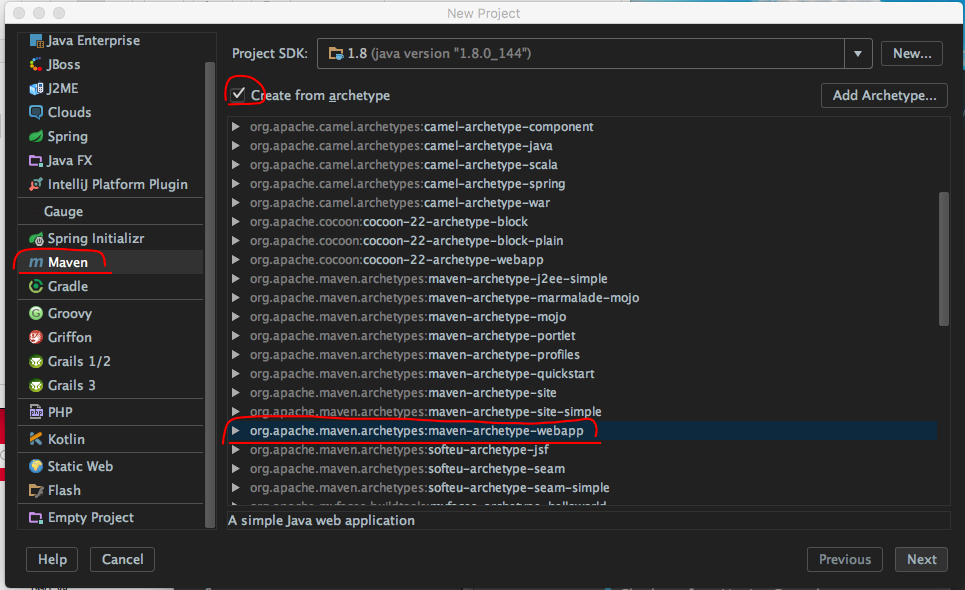 New Project
Java Enterprise
JBoss
J2ME
Clouds
Spring
Java FX
IntelliJ Platform Plugin
Gauge
Spring Initializr
Maven
Gradle
Groovy
Griffon
Grails 1/2
Grails 3
PHP
Kotlin
Static Web
Flash
Empty Project
Project SDK: 1.8 (java version "1.8.0_144") New...
Create from archetype Add Archetype...
org.apache.camel.archetypes:camel-archetype-component
org.apache.camel.archetypes:camel-archetype-java
org.apache.camel.archetypes:camel-archetype-scala
org.apache.camel.archetypes:camel-archetype-spring
org.apache.camel.archetypes:camel-archetype-war
org.apache.cocoon:cocoon-22-archetype-block
org.apache.cocoon:cocoon-22-archetype-block-plain
org.apache.cocoon:cocoon-22-archetype-webapp
org.apache.maven.archetypes:maven-archetype-j2ee-simple
org.apache.maven.archetypes:maven-archetype-marmalade-mojo
org.apache.maven.archetypes:maven-archetype-mojo
org.apache.maven.archetypes:maven-archetype-portlet
org.apache.maven.archetypes:maven-archetype-profiles
org.apache.maven.archetypes:maven-archetype-quickstart
org.apache.maven.archetypes:maven-archetype-site
org.apache.maven.archetypes:maven-archetype-site-simple
org.apache.maven.archetypes:maven-archetype-webapp
org.apache.maven.archetypes:softeu-archetype-jsf
org.apache.maven.archetypes:softeu-archetype-seam
org.apache.maven.archetypes:softeu-archetype-seam-simple
A simple Java web application
Help Cancel Previous Next